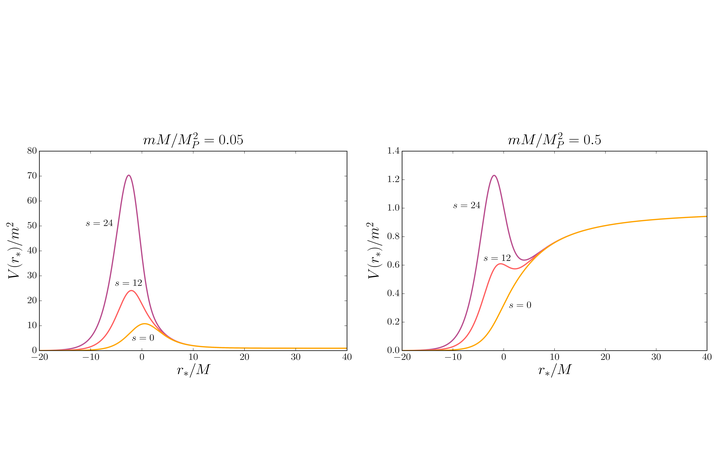 mM/M_P^2 = 0.05
80
70
60
50
40
30
20
10
0
V(r_*)/m^2
s = 24
s = 12
s = 0
−20 −10 0 10 20 30 40
r_*/M
mM/M_P^2 = 0.5
1.4
1.2
1.0
0.8
0.6
0.4
0.2
0.0
V(r_*)/m^2
s = 24
s = 12
s = 0
−20 −10 0 10 20 30 40
r_*/M